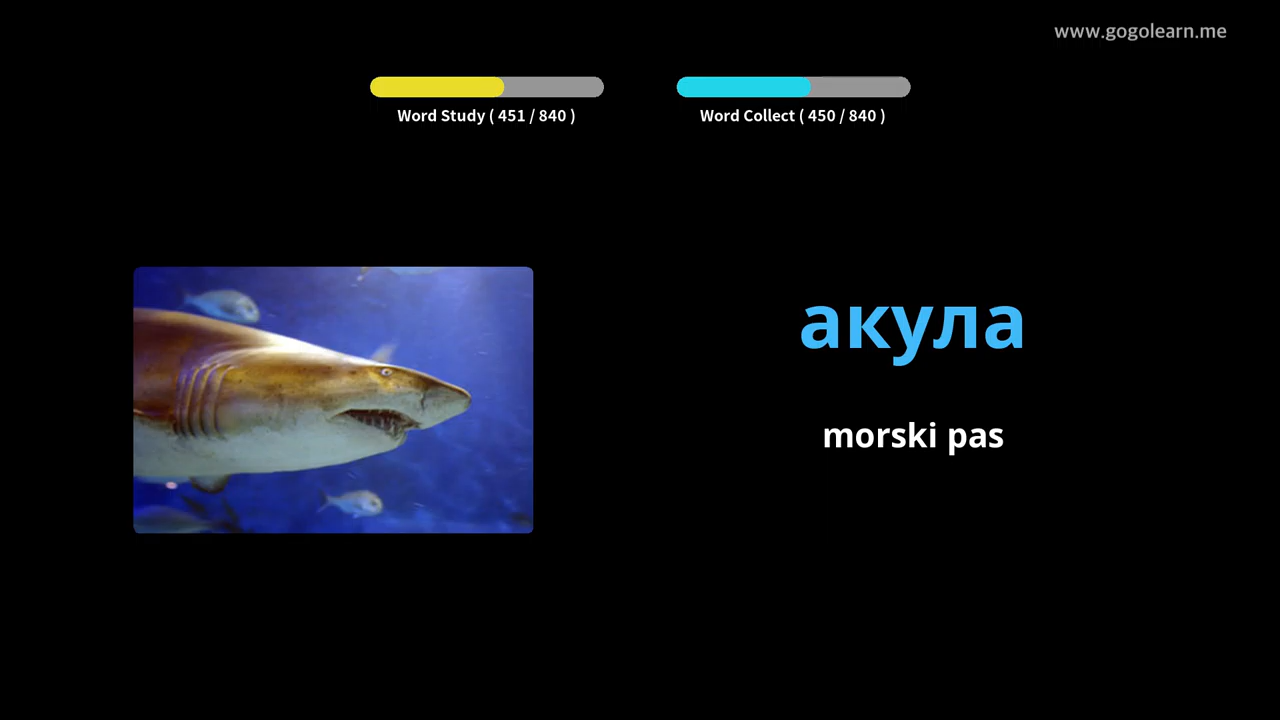 www.gogolearn.me
Word Study ( 451 / 840 )
Word Collect ( 450 / 840 )
акула
morski pas